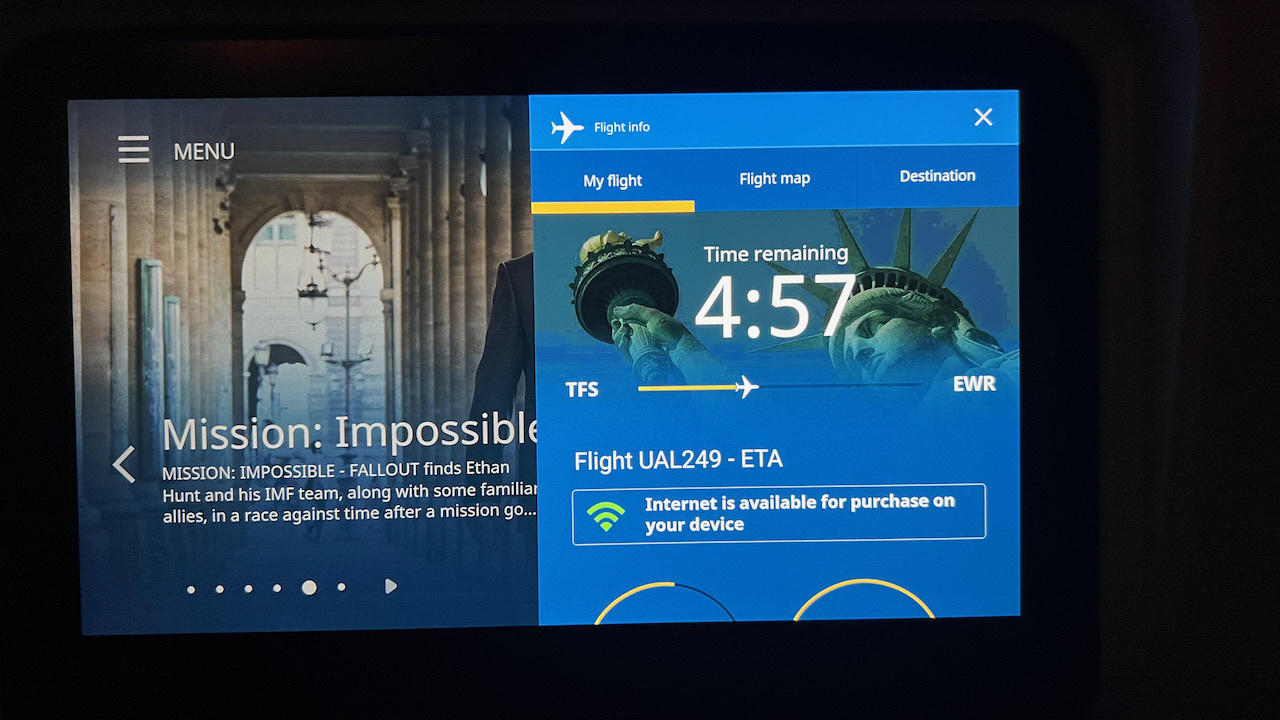 MENU
Mission: Impossible
MISSION: IMPOSSIBLE - FALLOUT finds Ethan
Hunt and his IMF team, along with some familiar
allies, in a race against time after a mission go...
Flight info
My flight
Flight map
Destination
Time remaining
4:57
TFS
EWR
Flight UAL249 - ETA
Internet is available for purchase on
your device